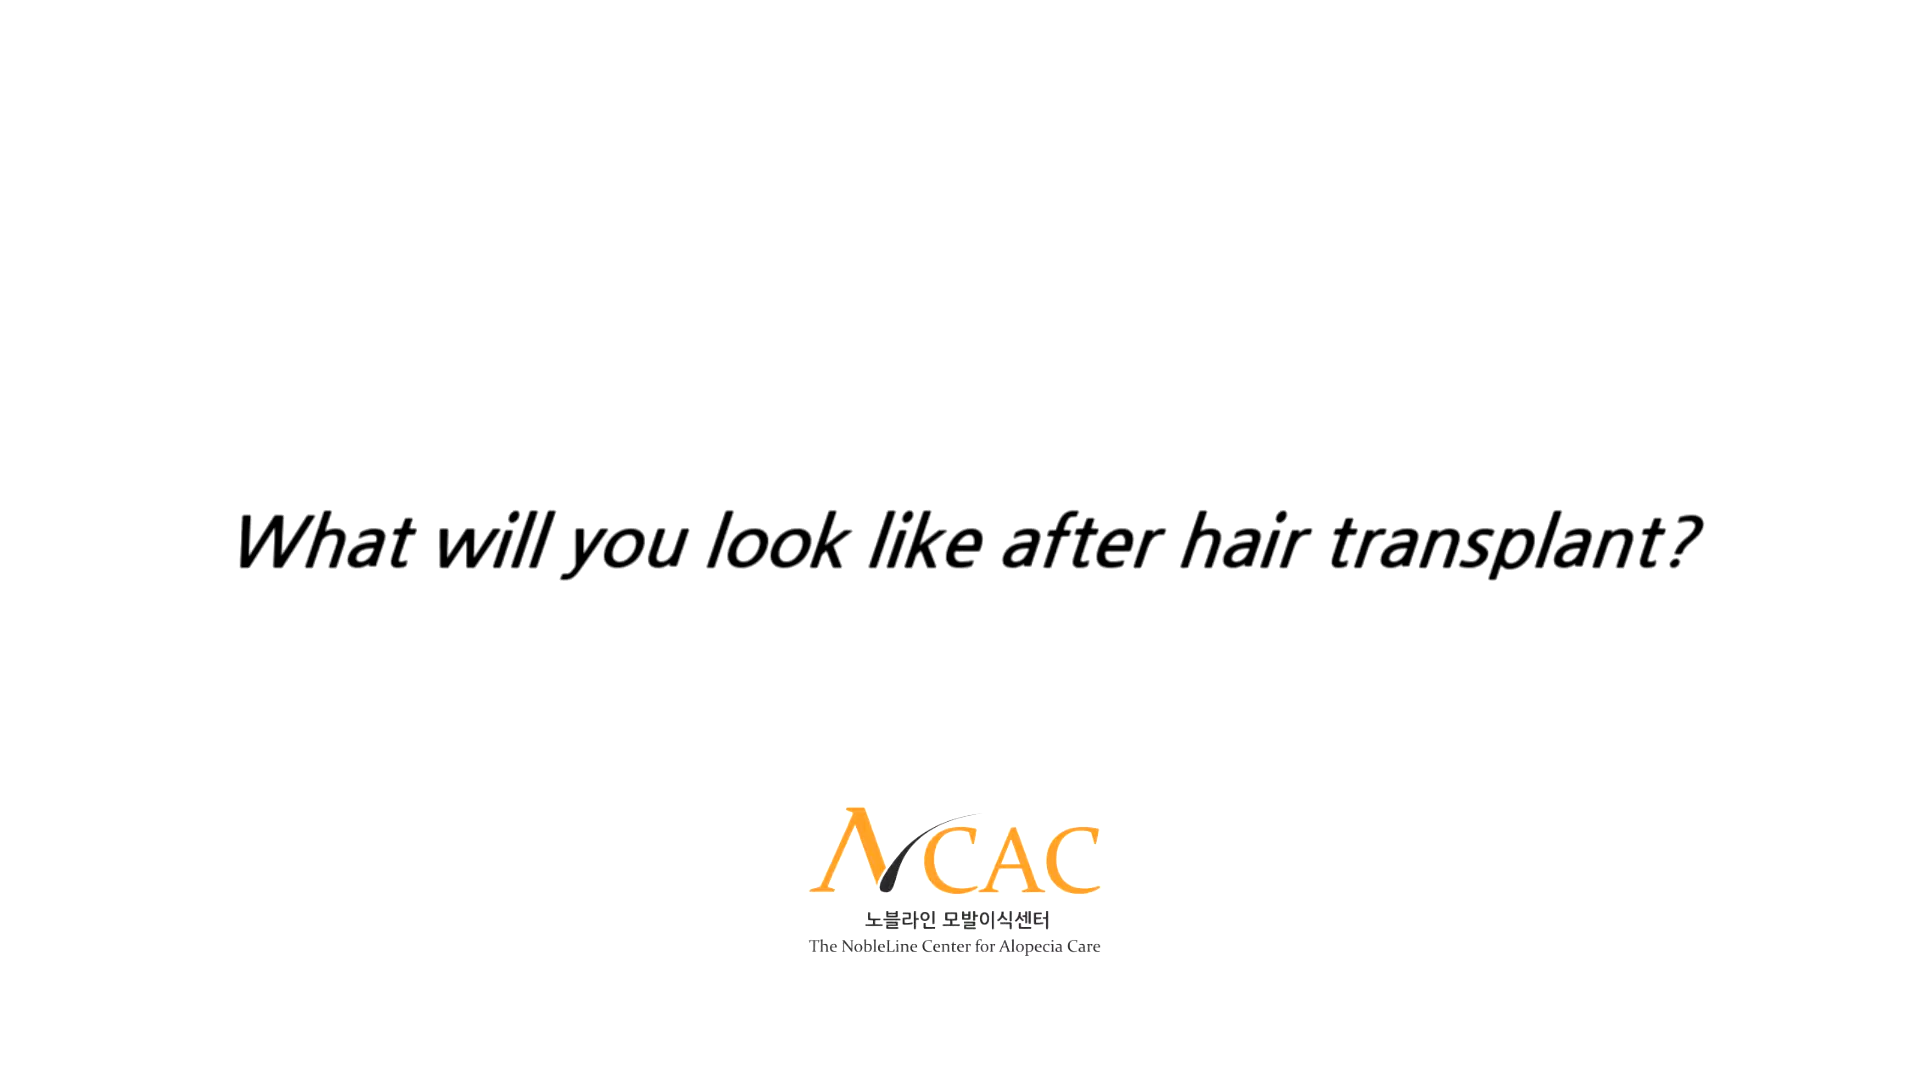 What will you look like after hair transplant?
NCAC
노블라인 모발이식센터
The NobleLine Center for Alopecia Care